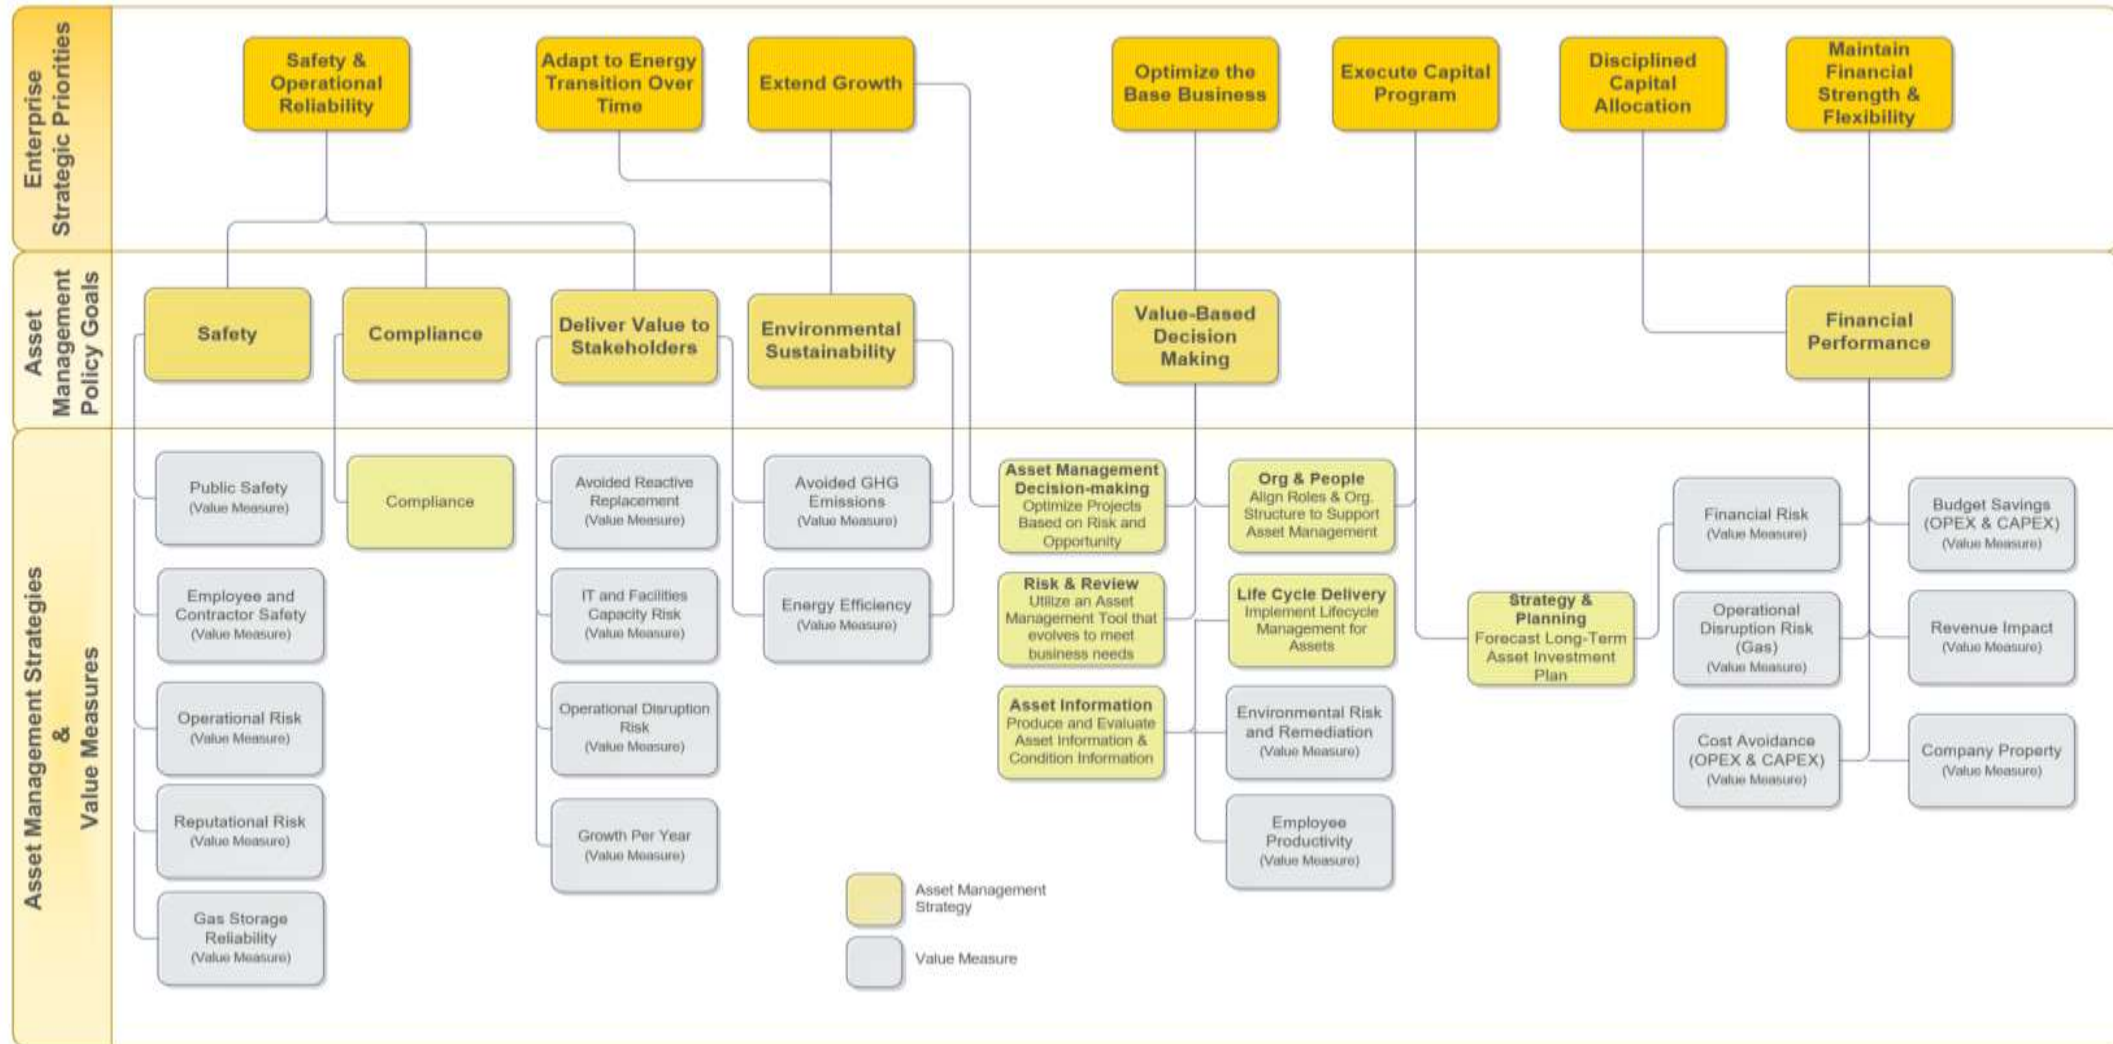 Enterprise
Strategic Priorities
Safety &
Operational
Reliability
Adapt to Energy
Transition Over
Time
Extend Growth
Optimize the
Base Business
Execute Capital
Program
Disciplined
Capital
Allocation
Maintain
Financial
Strength &
Flexibility
Asset
Management
Policy Goals
Safety
Compliance
Deliver Value to
Stakeholders
Environmental
Sustainability
Value-Based
Decision
Making
Financial
Performance
Asset Management Strategies
&
Value Measures
Public Safety
(Value Measure)
Employee and
Contractor Safety
(Value Measure)
Operational Risk
(Value Measure)
Reputational Risk
(Value Measure)
Gas Storage
Reliability
(Value Measure)
Compliance
Avoided Reactive
Replacement
(Value Measure)
IT and Facilities
Capacity Risk
(Value Measure)
Operational Disruption
Risk
(Value Measure)
Growth Per Year
(Value Measure)
Avoided GHG
Emissions
(Value Measure)
Energy Efficiency
(Value Measure)
Asset Management
Decision-making
Optimize Projects
Based on Risk and
Opportunity
Risk & Review
Utilize an Asset
Management Tool that
evolves to meet
business needs
Asset Information
Produce and Evaluate
Asset Information &
Condition Information
Org & People
Align Roles & Org.
Structure to Support
Asset Management
Life Cycle Delivery
Implement Lifecycle
Management for
Assets
Environmental Risk
and Remediation
(Value Measure)
Employee
Productivity
(Value Measure)
Strategy &
Planning
Forecast Long-Term
Asset Investment
Plan
Financial Risk
(Value Measure)
Operational
Disruption Risk
(Gas)
(Value Measure)
Cost Avoidance
(OPEX & CAPEX)
(Value Measure)
Budget Savings
(OPEX & CAPEX)
(Value Measure)
Revenue Impact
(Value Measure)
Company Property
(Value Measure)
Asset Management
Strategy
Value Measure